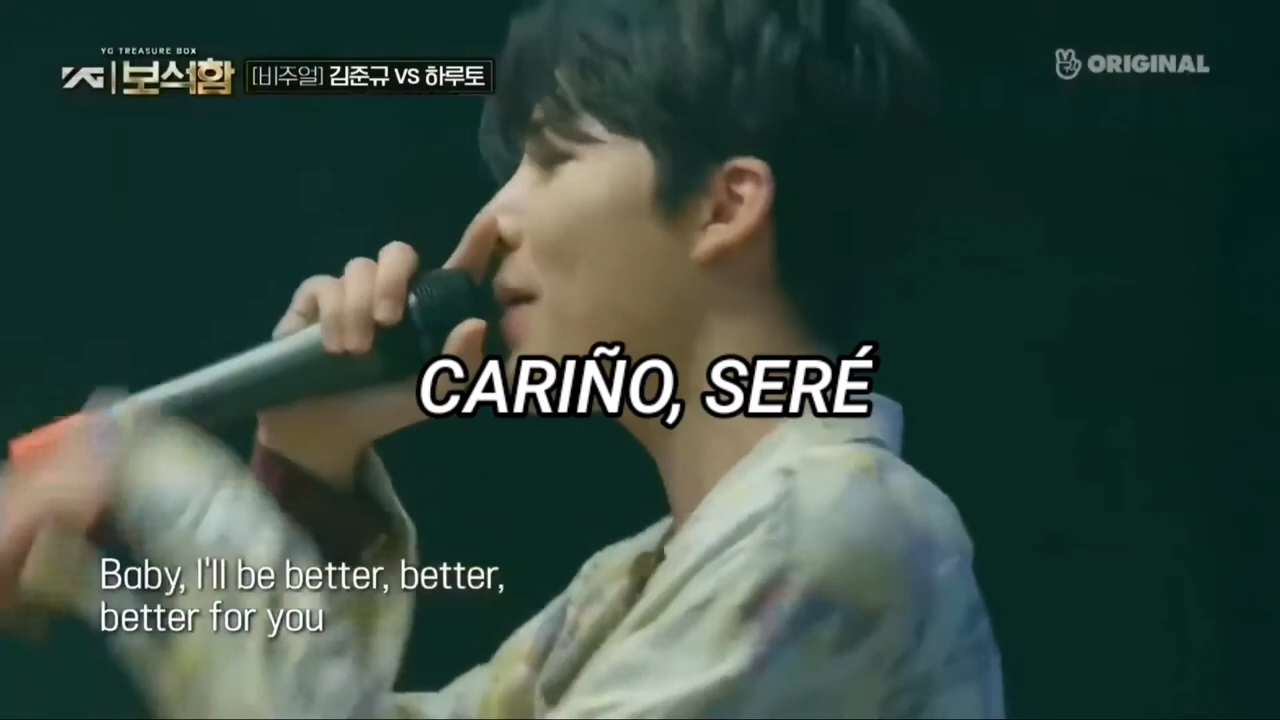 YG TREASURE BOX
YG 보석함
[비주얼] 김준규 VS 하루토
ORIGINAL
CARIÑO, SERÉ
Baby, I'll be better, better,
better for you